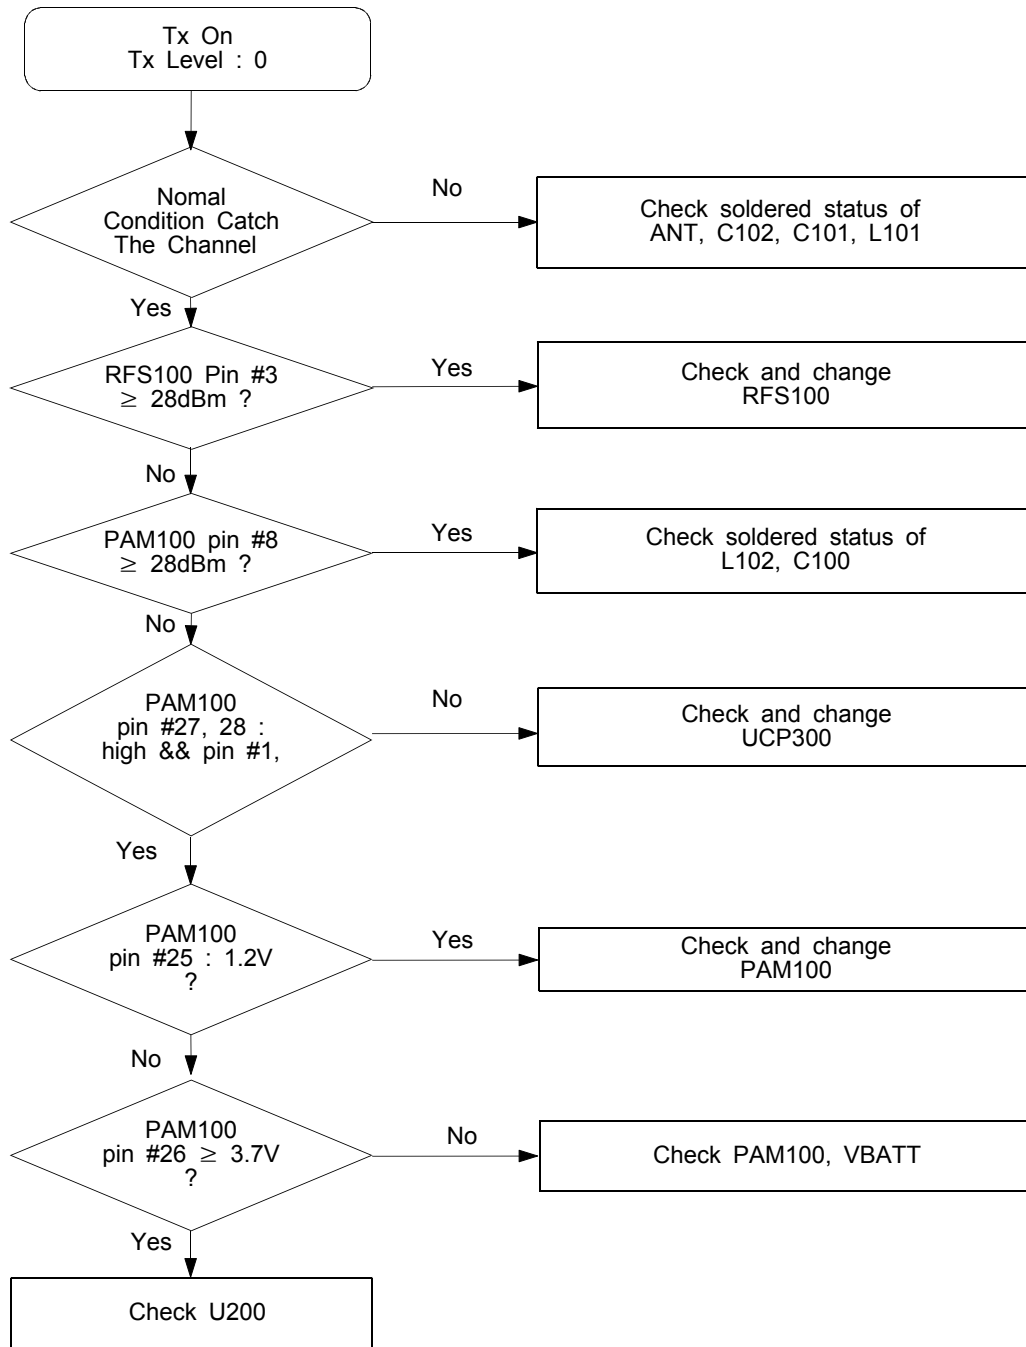 Tx On
Tx Level : 0
Nomal
Condition Catch
The Channel
No
Check soldered status of
ANT, C102, C101, L101
Yes
RFS100 Pin #3
≥ 28dBm ?
Yes
Check and change
RFS100
No
PAM100 pin #8
≥ 28dBm ?
Yes
Check soldered status of
L102, C100
No
PAM100
pin #27, 28 :
high && pin #1,
No
Check and change
UCP300
Yes
PAM100
pin #25 : 1.2V
?
Yes
Check and change
PAM100
No
PAM100
pin #26 ≥ 3.7V
?
No
Check PAM100, VBATT
Yes
Check U200